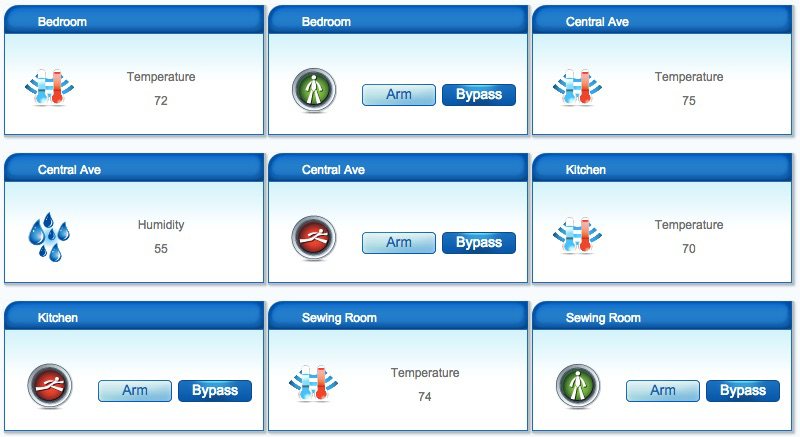 Bedroom
Temperature
72
Bedroom
Arm Bypass
Central Ave
Temperature
75
Central Ave
Humidity
55
Central Ave
Arm Bypass
Kitchen
Temperature
70
Kitchen
Arm Bypass
Sewing Room
Temperature
74
Sewing Room
Arm Bypass